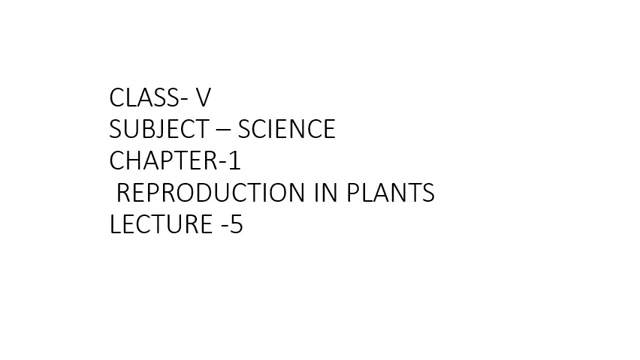 CLASS- V
SUBJECT – SCIENCE
CHAPTER-1
REPRODUCTION IN PLANTS
LECTURE -5